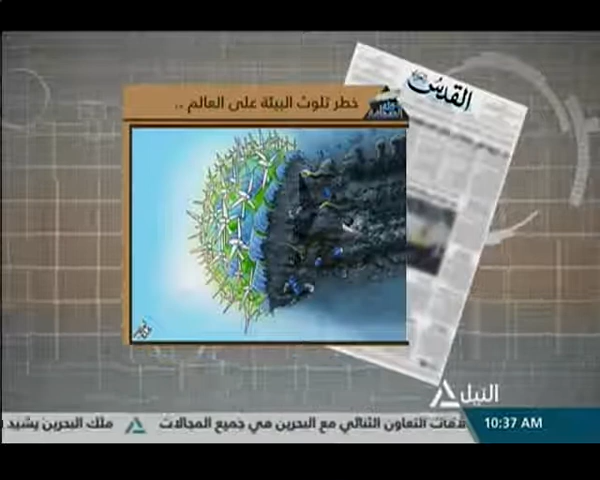 القدس
خطر تلوث البيئة على العالم ..
النيل
10:37 AM
التعاون الثنائي مع البحرين في جميع المجالات
ملك البحرين يشيد